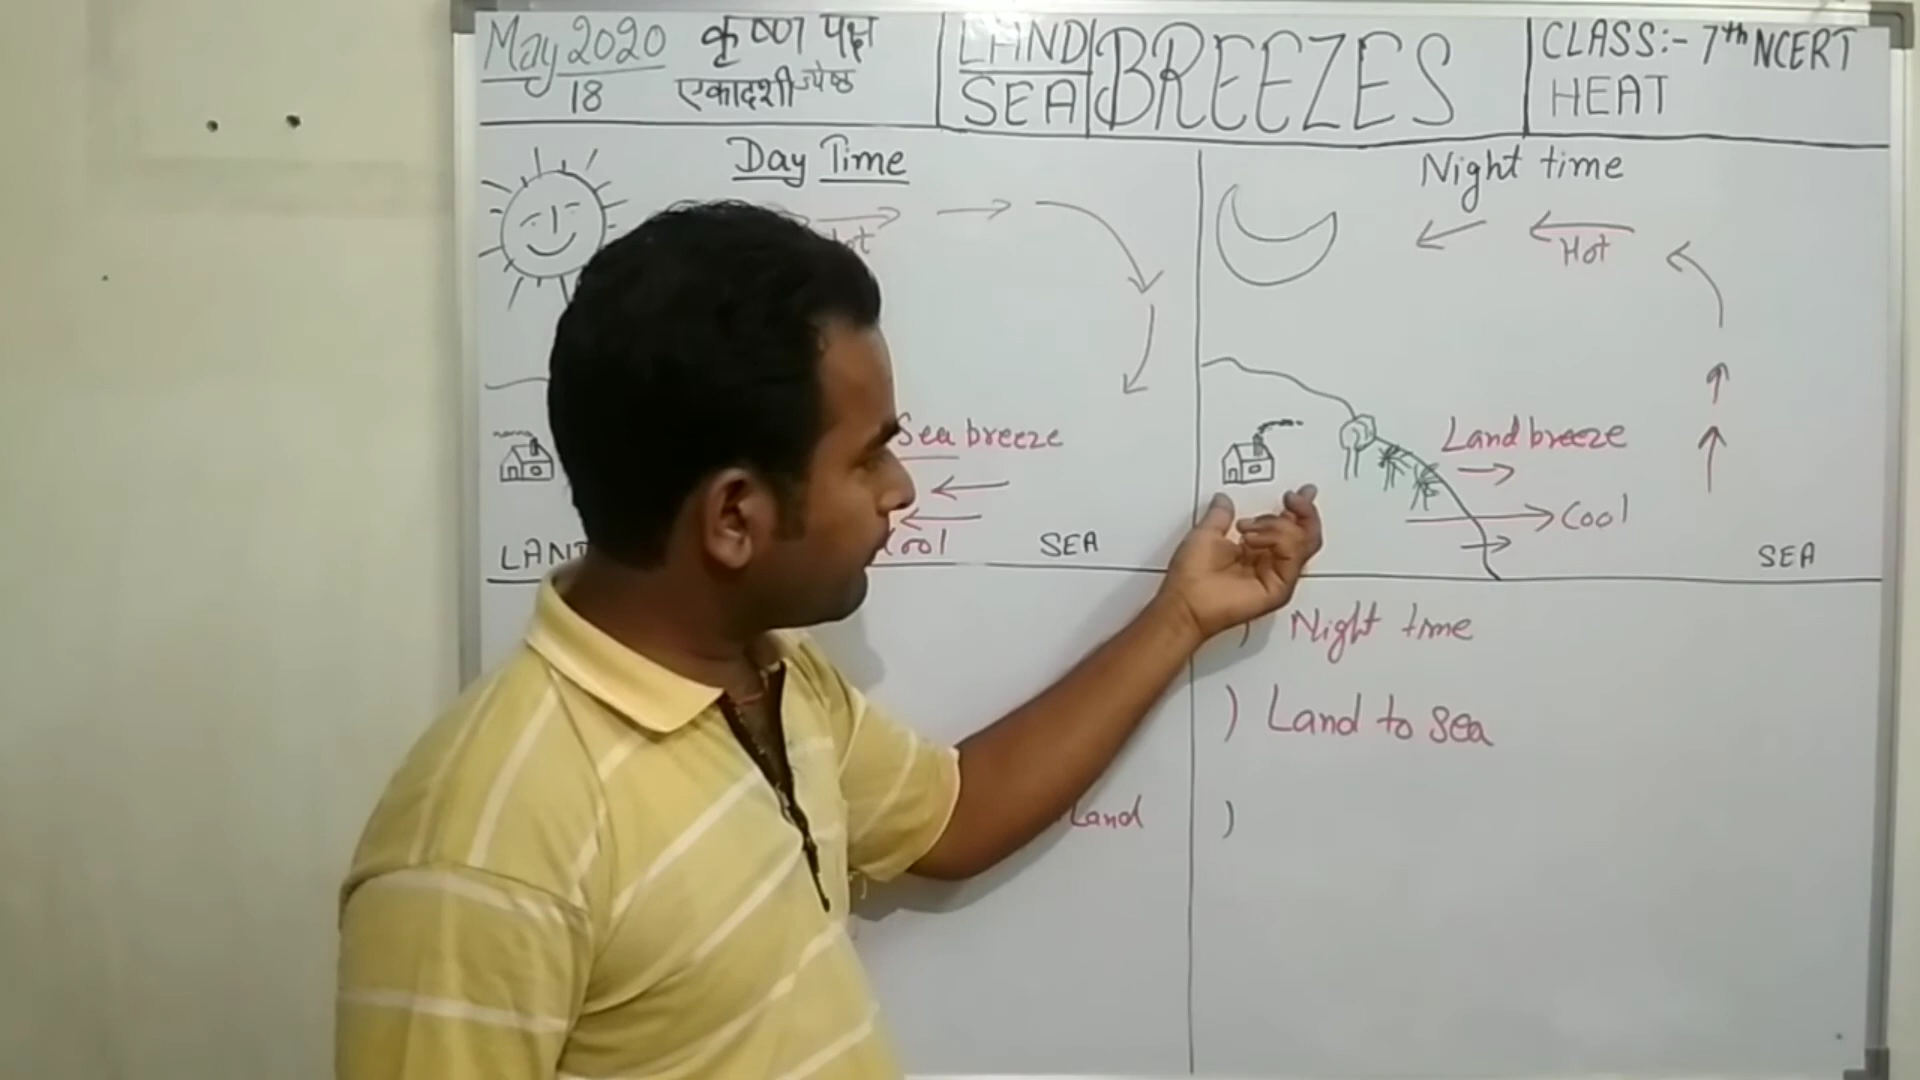 May 2020
18
कृष्ण पक्ष
एकादशी ज्येष्ठ
LAND
SEA
BREEZES
CLASS:- 7th NCERT
HEAT
Day Time
Sea breeze
LAND
Cool
SEA
Night time
Hot
Land breeze
Cool
SEA
Land
) Night time
) Land to Sea
)